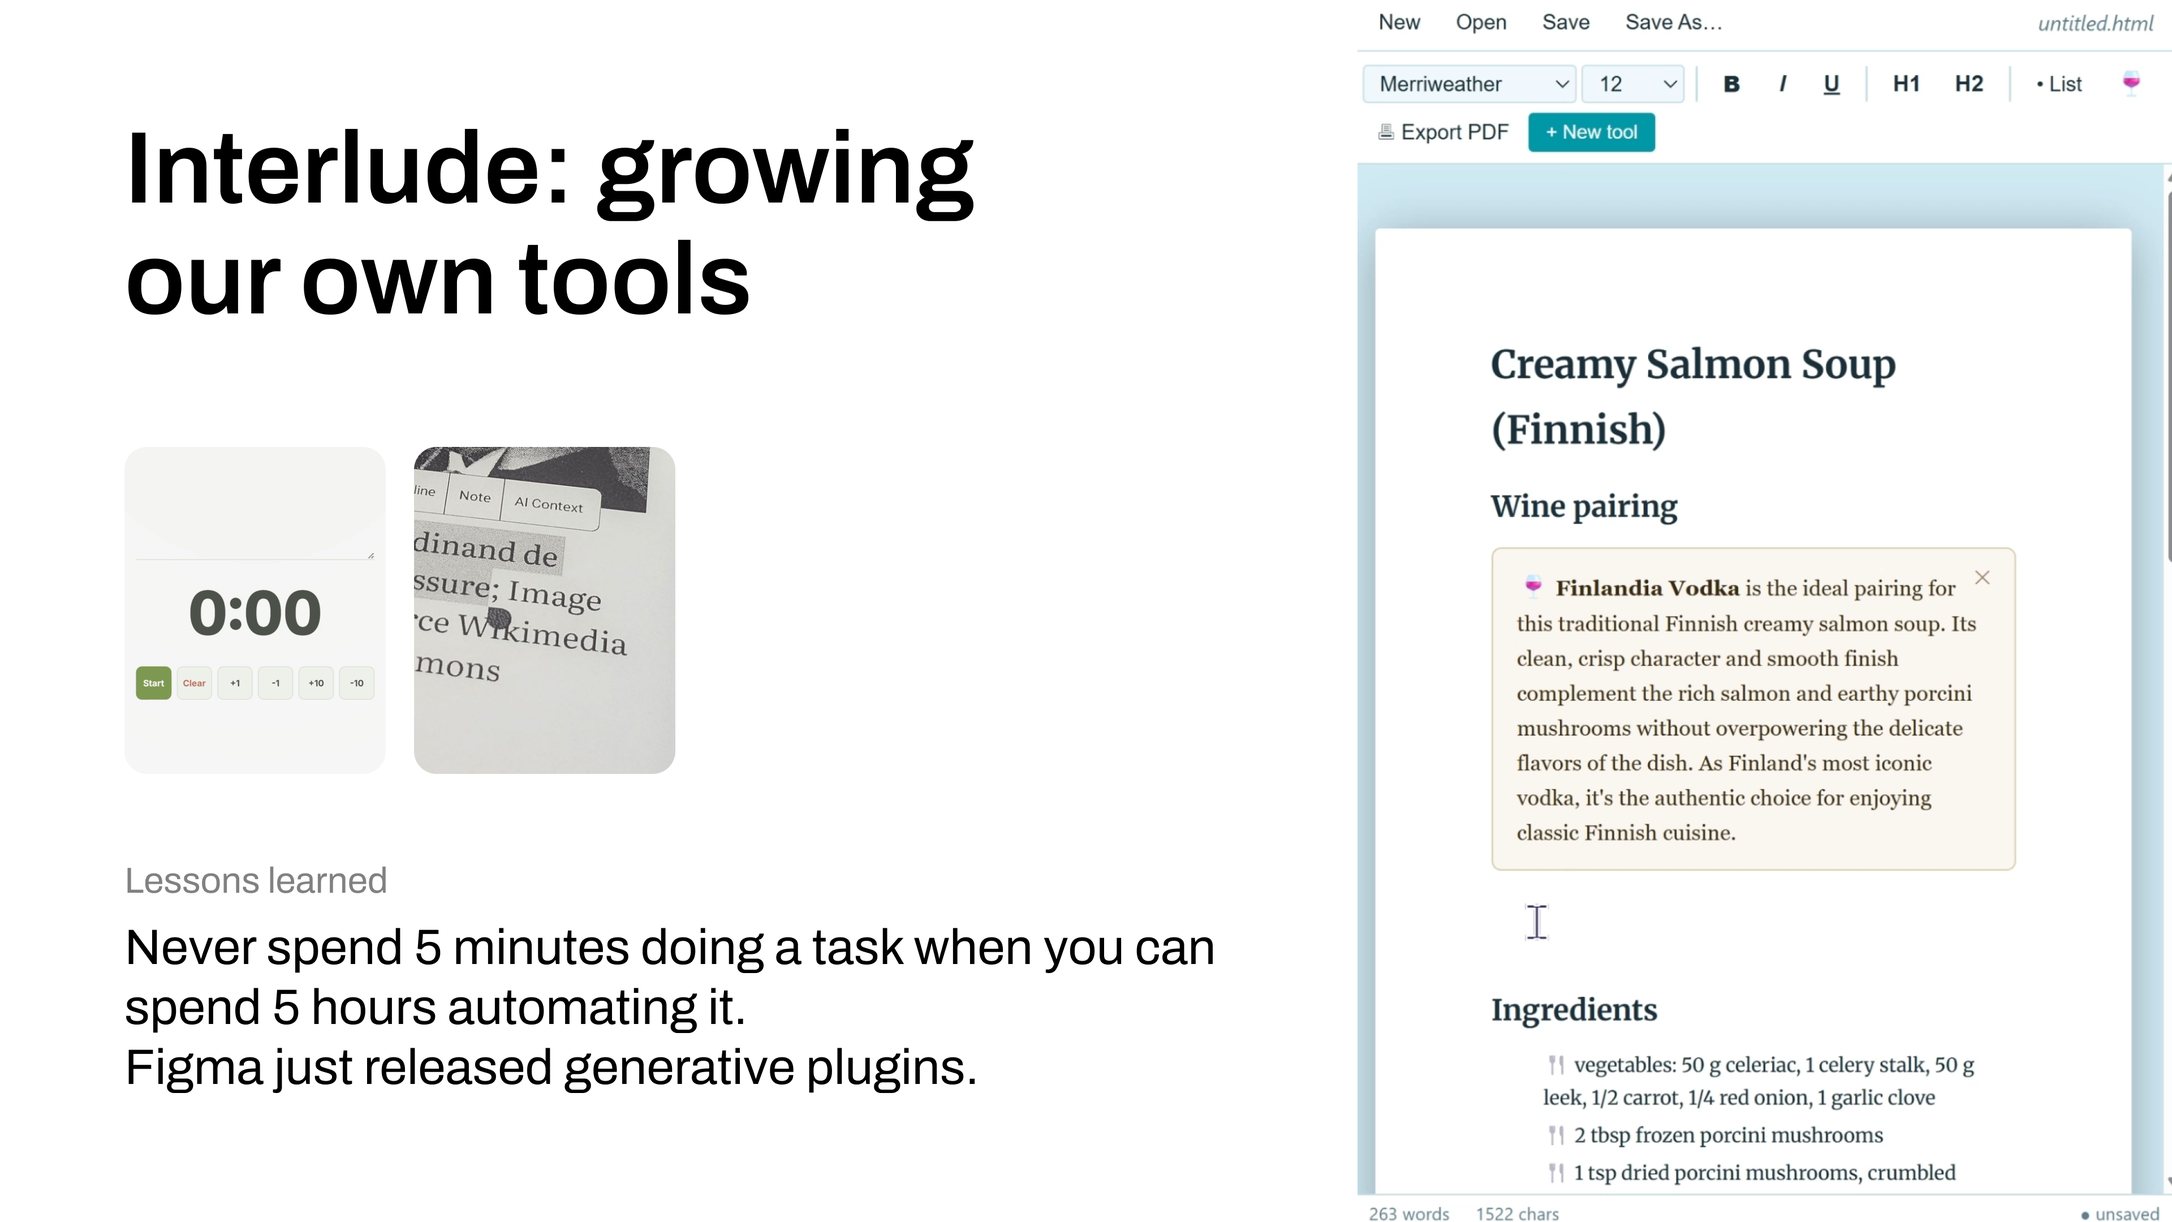 Interlude: growing
our own tools
0:00
Start Clear +1 -1 +10 -10
line Note AI Context
dinand de
ssure; Image
rce Wikimedia
mons
Lessons learned
Never spend 5 minutes doing a task when you can
spend 5 hours automating it.
Figma just released generative plugins.
New Open Save Save As...
untitled.html
Merriweather 12 B I U H1 H2 • List
Export PDF + New tool
Creamy Salmon Soup
(Finnish)
Wine pairing
Finlandia Vodka is the ideal pairing for
this traditional Finnish creamy salmon soup. Its
clean, crisp character and smooth finish
complement the rich salmon and earthy porcini
mushrooms without overpowering the delicate
flavors of the dish. As Finland's most iconic
vodka, it's the authentic choice for enjoying
classic Finnish cuisine.
Ingredients
vegetables: 50 g celeriac, 1 celery stalk, 50 g
leek, 1/2 carrot, 1/4 red onion, 1 garlic clove
2 tbsp frozen porcini mushrooms
1 tsp dried porcini mushrooms, crumbled
263 words 1522 chars
● unsaved